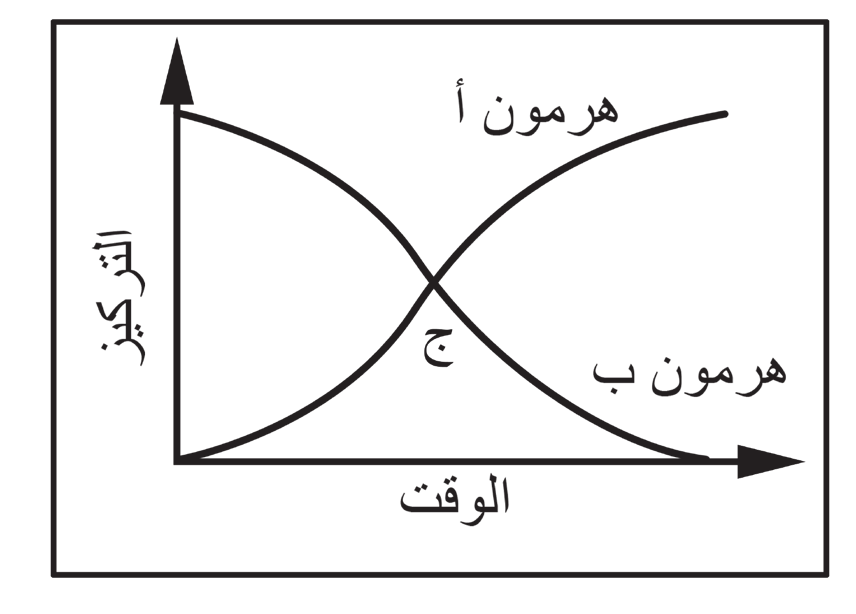 هرمون أ
التركيز
ج
هرمون ب
الوقت